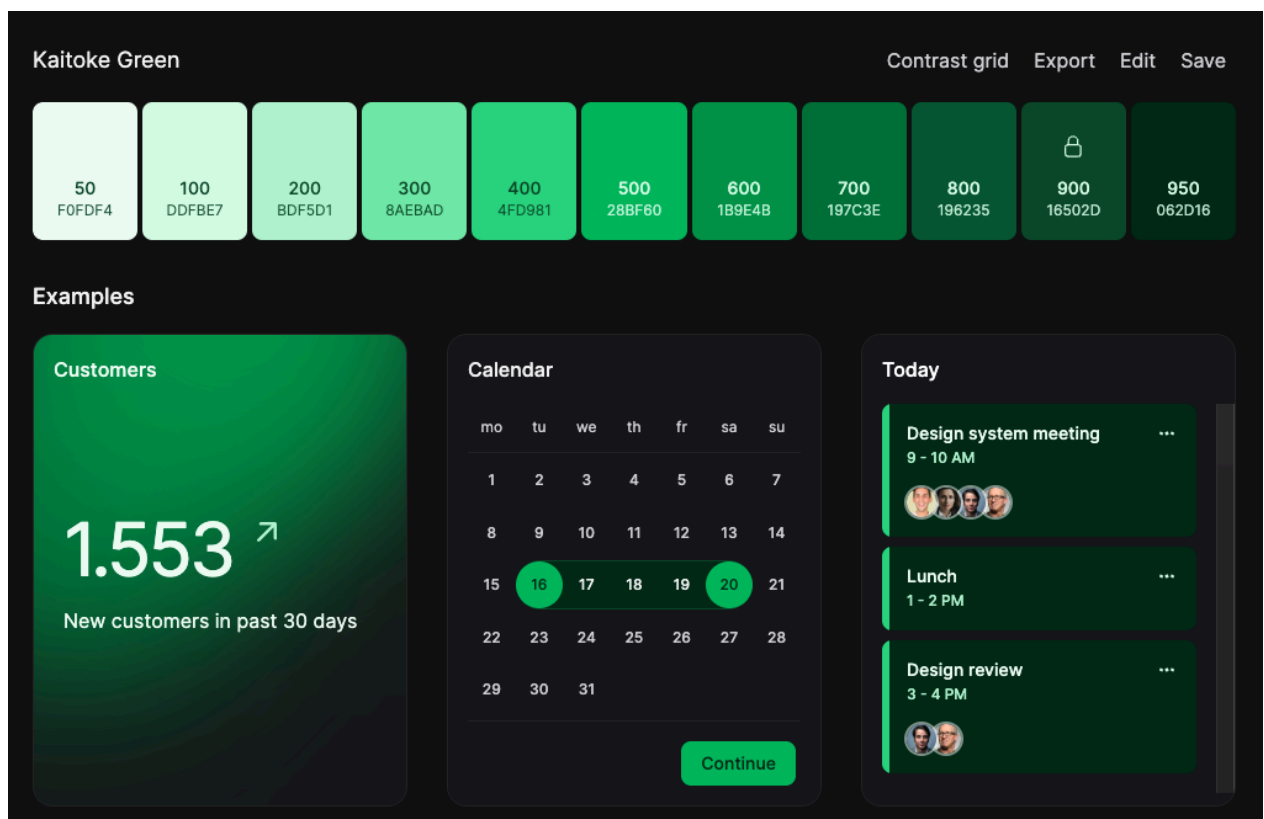 Kaitoke Green
Contrast grid Export Edit Save
50 100 200 300 400 500 600 700 800 900 950
F0FDF4 DDFBE7 BDF5D1 8AEBAD 4FD981 28BF60 1B9E4B 197C3E 196235 16502D 062D16
Examples
Customers
1.553
New customers in past 30 days
Calendar
mo tu we th fr sa su
1 2 3 4 5 6 7
8 9 10 11 12 13 14
15 16 17 18 19 20 21
22 23 24 25 26 27 28
29 30 31
Continue
Today
Design system meeting
9 - 10 AM
Lunch
1 - 2 PM
Design review
3 - 4 PM